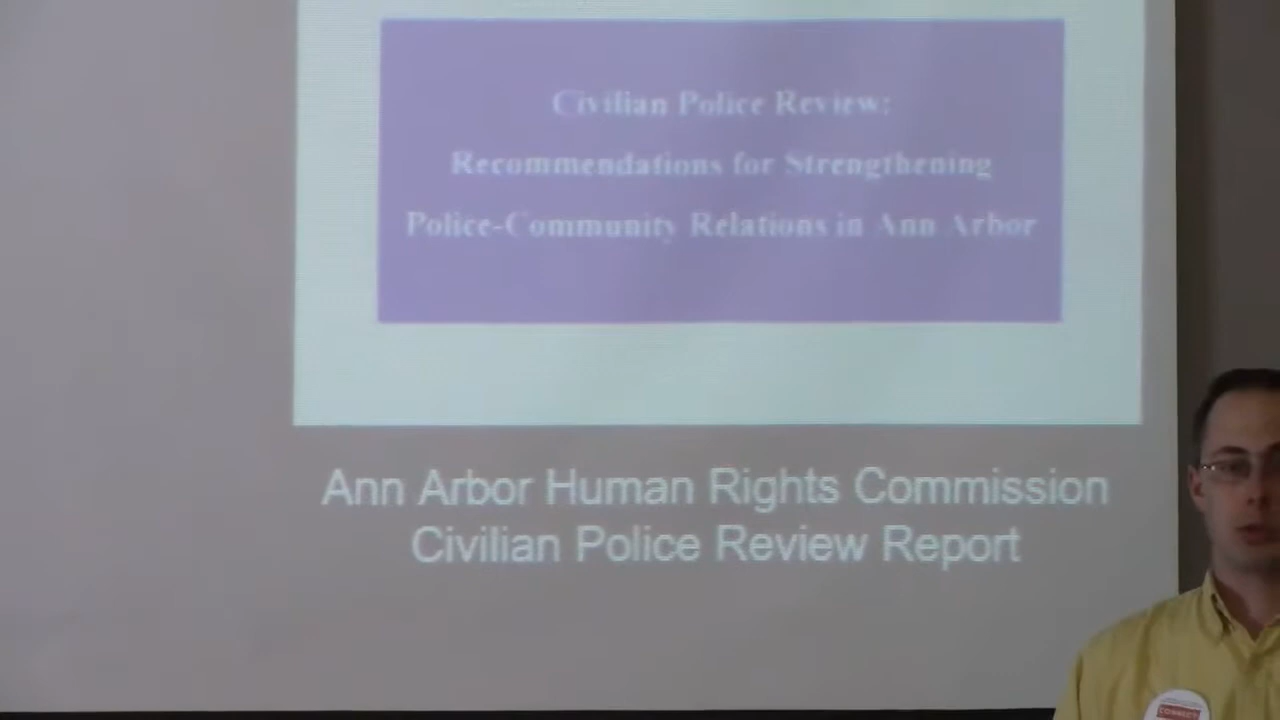 Civilian Police Review:
Recommendations for Strengthening
Police-Community Relations in Ann Arbor
Ann Arbor Human Rights Commission
Civilian Police Review Report